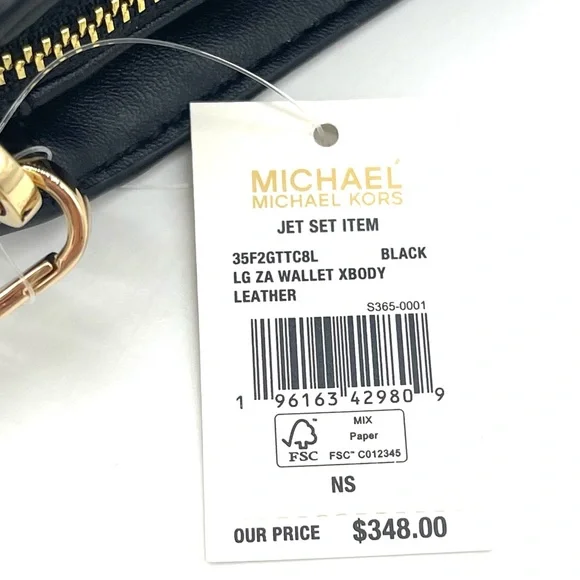 MICHAEL
MICHAEL KORS
JET SET ITEM
35F2GTTC8L BLACK
LG ZA WALLET XBODY
LEATHER
S365-0001
1 96163 42980 9
FSC
MIX
Paper
FSC™ C012345
NS
OUR PRICE $348.00